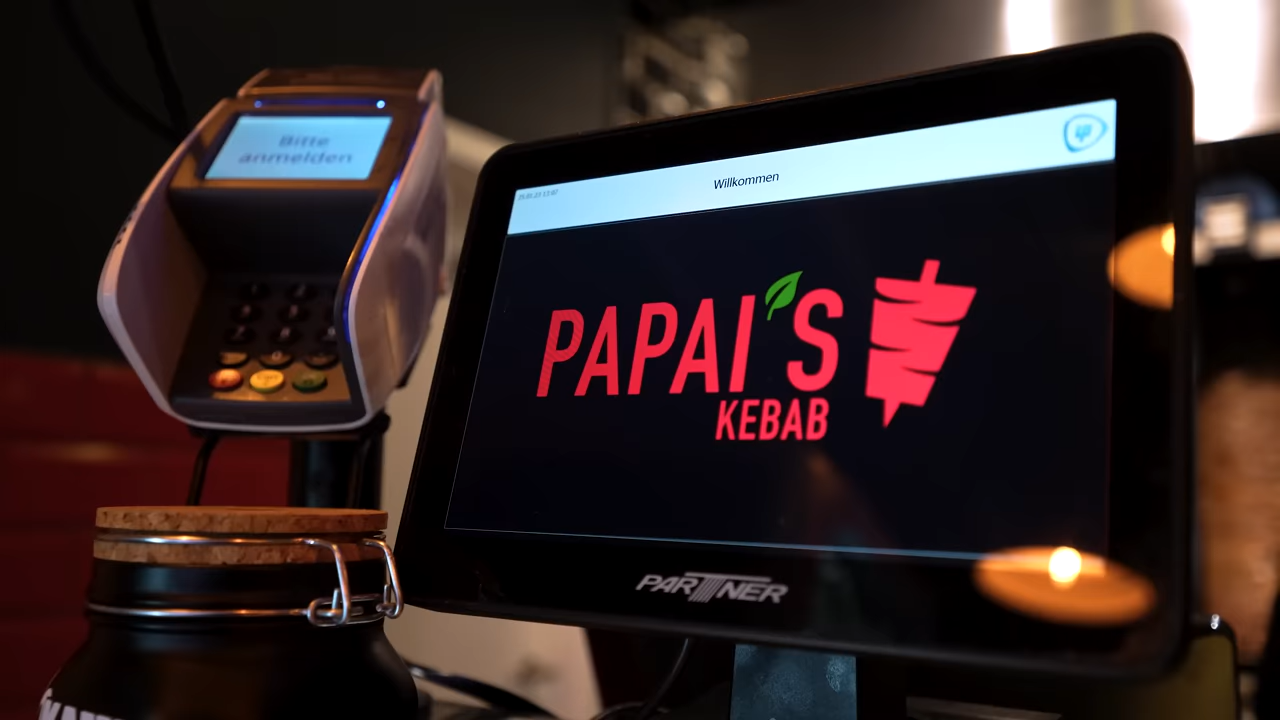 Bitte
anmelden
Willkommen
PAPAI'S
KEBAB
PARTNER